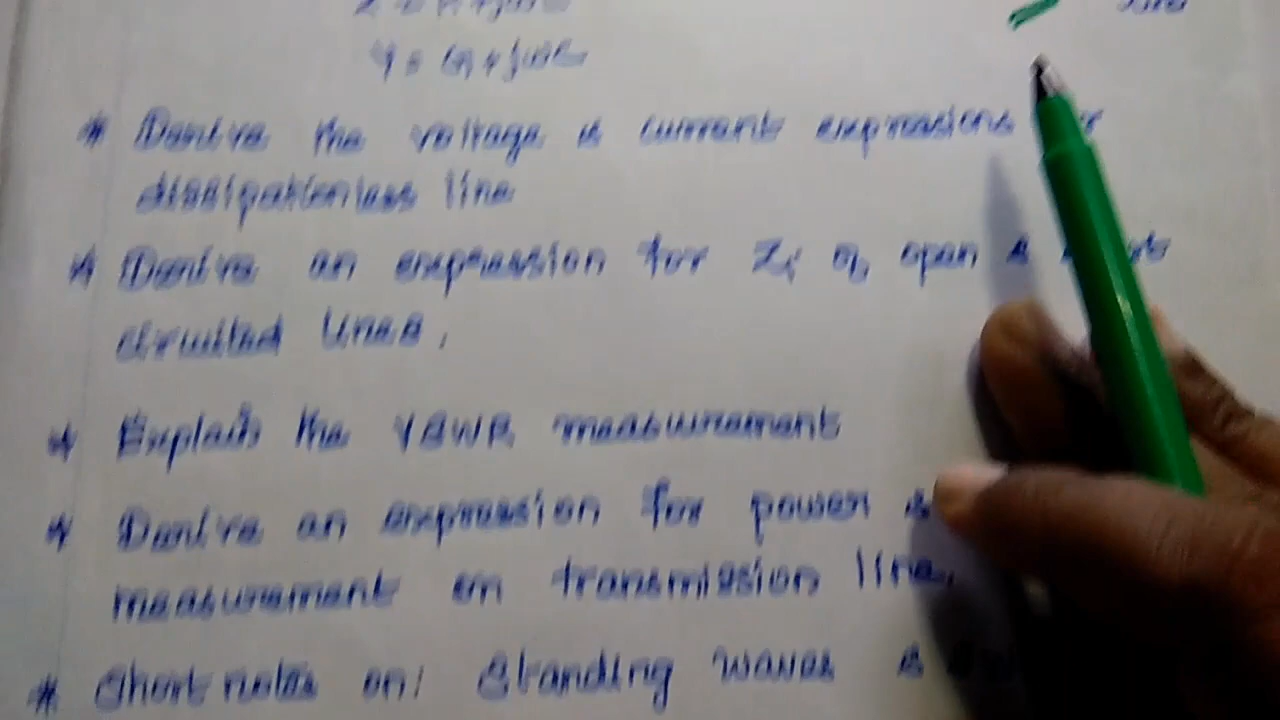 Y = G + jωC
* Derive the voltage & current expressions
dissipationless line
* Derive an expression for Zi of open &
circuited lines.
* Explain the VSWR measurement
* Derive an expression for power &
measurement on transmission line.
* Short notes on: Standing waves &